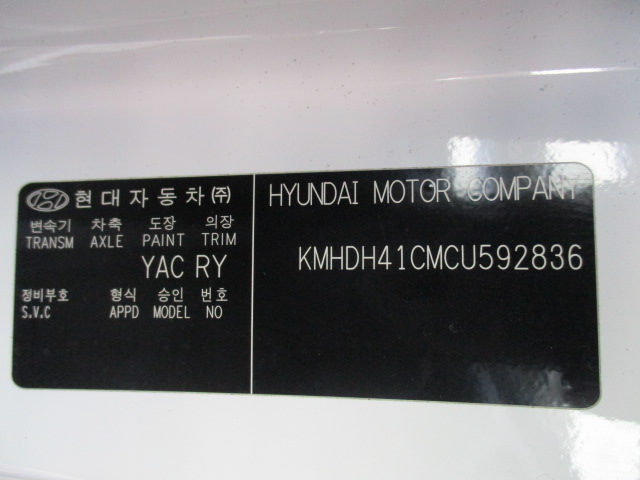 현대자동차(주)
변속기 차축 도장 의장
TRANSM AXLE PAINT TRIM
YAC RY
정비부호 형식 승인 번호
S.V.C APPD MODEL NO
HYUNDAI MOTOR COMPANY
KMHDH41CMCU592836